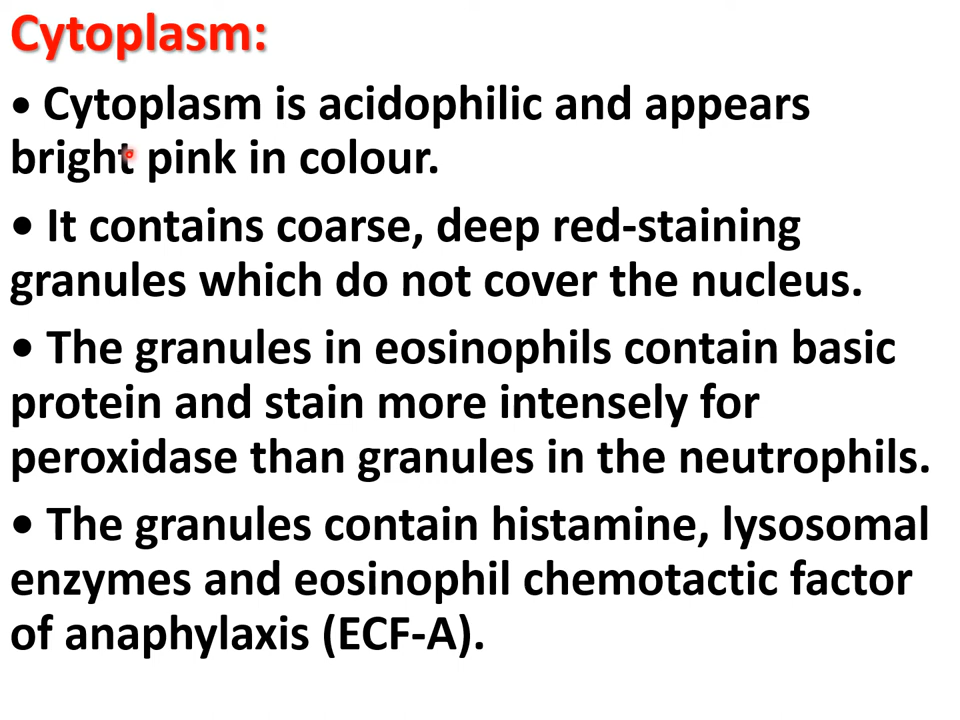 Cytoplasm:
• Cytoplasm is acidophilic and appears
bright pink in colour.
• It contains coarse, deep red-staining
granules which do not cover the nucleus.
• The granules in eosinophils contain basic
protein and stain more intensely for
peroxidase than granules in the neutrophils.
• The granules contain histamine, lysosomal
enzymes and eosinophil chemotactic factor
of anaphylaxis (ECF-A).